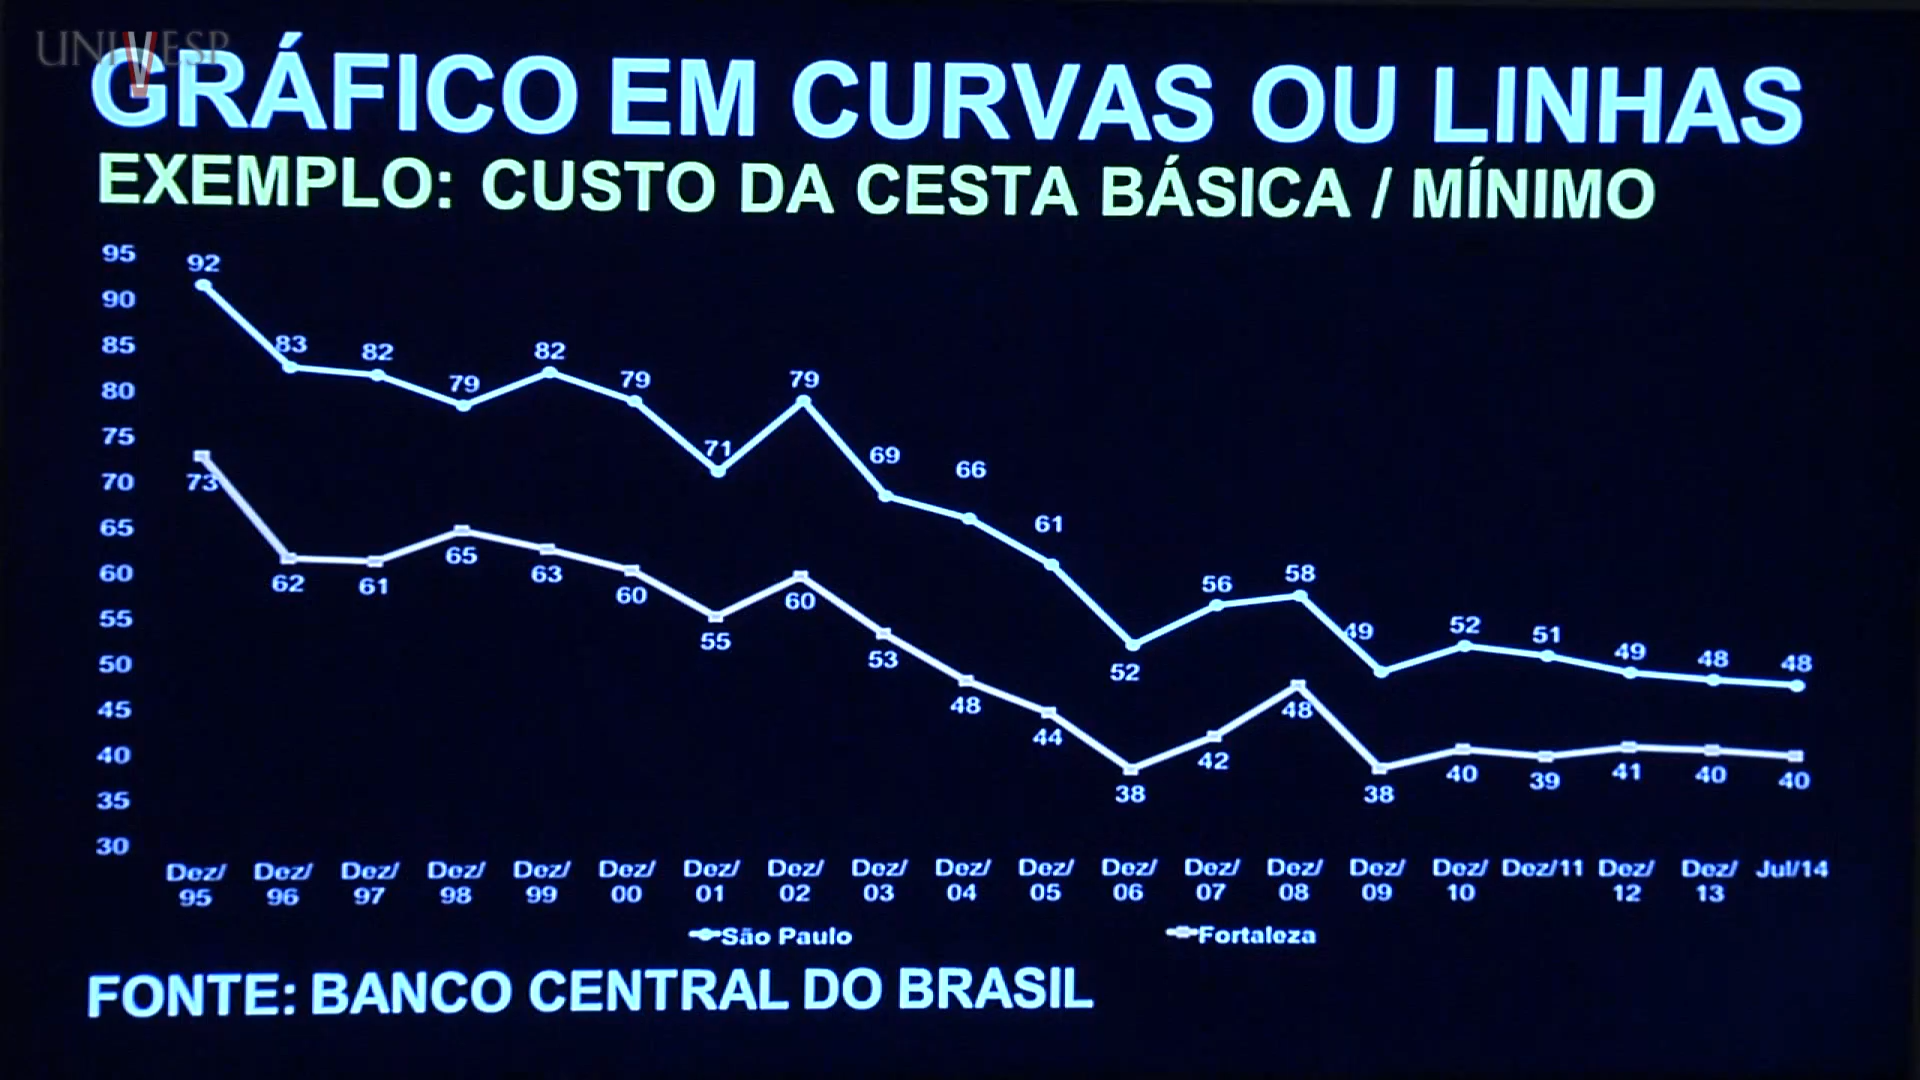 UNIVESP
GRÁFICO EM CURVAS OU LINHAS
EXEMPLO: CUSTO DA CESTA BÁSICA / MÍNIMO
95
90
85
80
75
70
65
60
55
50
45
40
35
30
92 83 82 79 82 79 71 79 69 66 61 52 56 58 49 52 51 49 48 48
73 62 61 65 63 60 55 60 53 48 44 38 42 48 38 40 39 41 40 40
Dez/ Dez/ Dez/ Dez/ Dez/ Dez/ Dez/ Dez/ Dez/ Dez/ Dez/ Dez/ Dez/ Dez/ Dez/ Dez/ Dez/11 Dez/ Dez/ Jul/14
95 96 97 98 99 00 01 02 03 04 05 06 07 08 09 10 12 13
São Paulo Fortaleza
FONTE: BANCO CENTRAL DO BRASIL